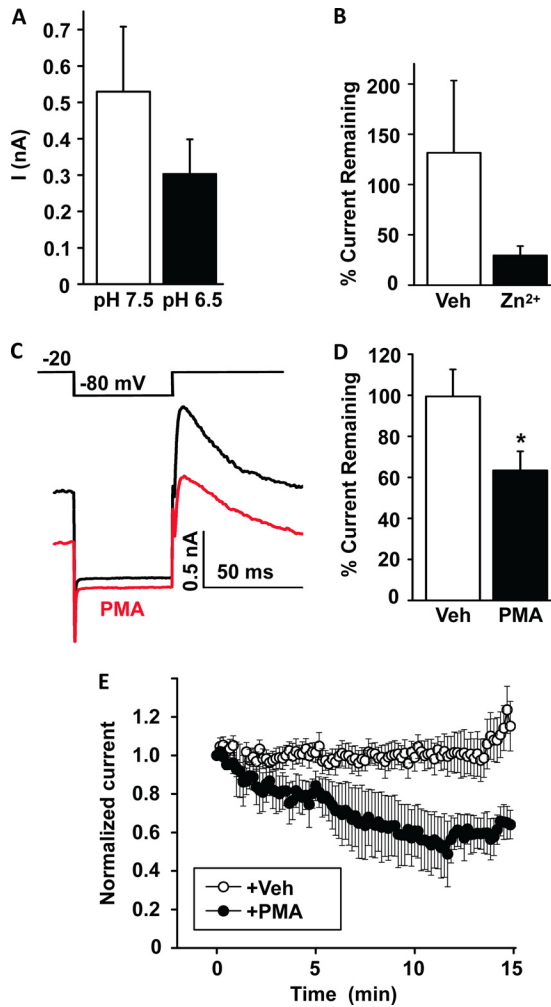 A
0.7
0.6
0.5
0.4
0.3
0.2
0.1
0
I (nA)
pH 7.5 pH 6.5
B
200
150
100
50
0
% Current Remaining
Veh Zn²⁺
C
-20
-80 mV
0.5 nA
50 ms
PMA
D
120
100
80
60
40
20
0
% Current Remaining
*
Veh PMA
E
1.2
1.0
0.8
0.6
0.4
0.2
0
Normalized current
+Veh
+PMA
0 5 10 15
Time (min)